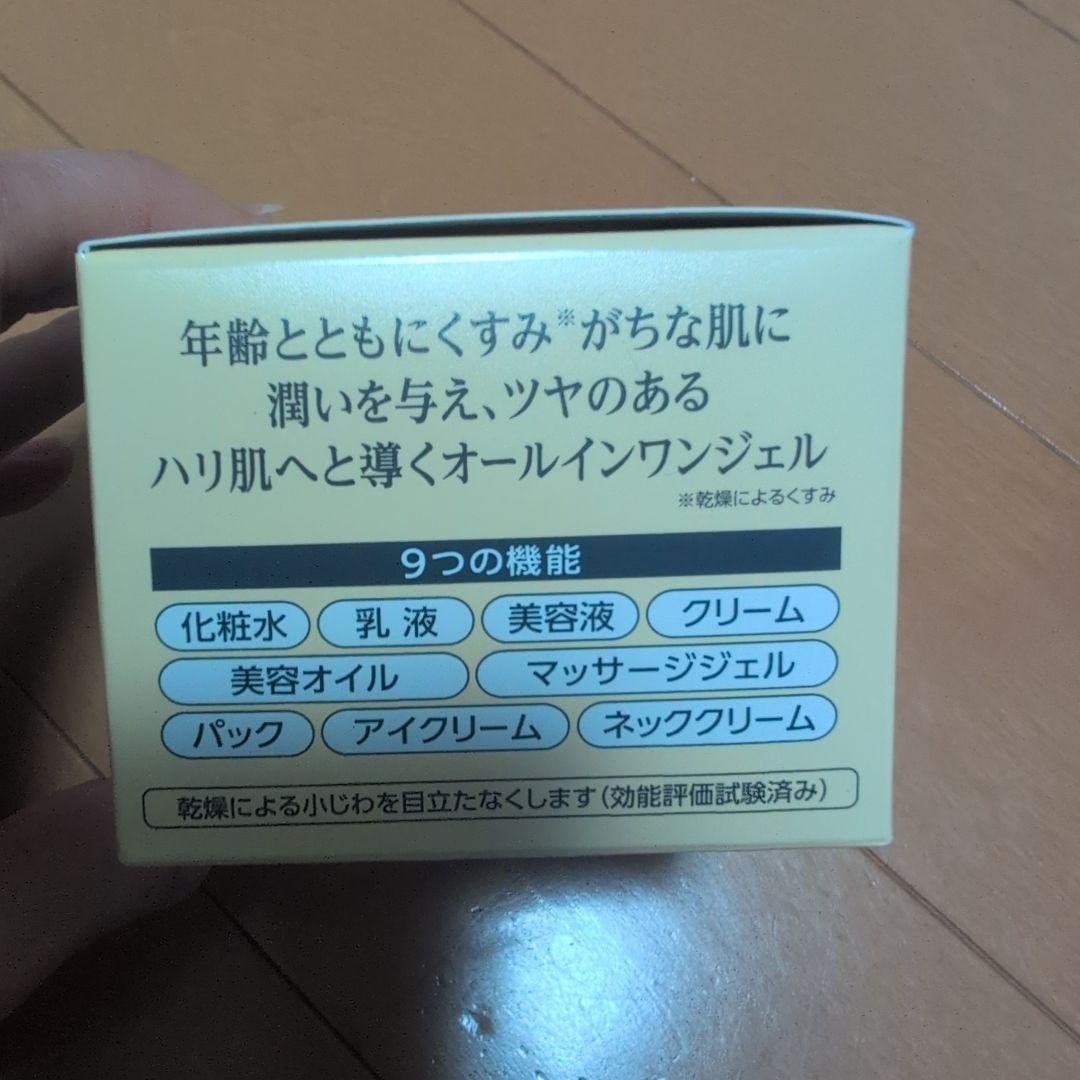 年齢とともにくすみ※がちな肌に
潤いを与え、ツヤのある
ハリ肌へと導くオールインワンジェル
※乾燥によるくすみ
9つの機能
化粧水 乳液 美容液 クリーム
美容オイル マッサージジェル
パック アイクリーム ネッククリーム
乾燥による小じわを目立たなくします(効能評価試験済み)